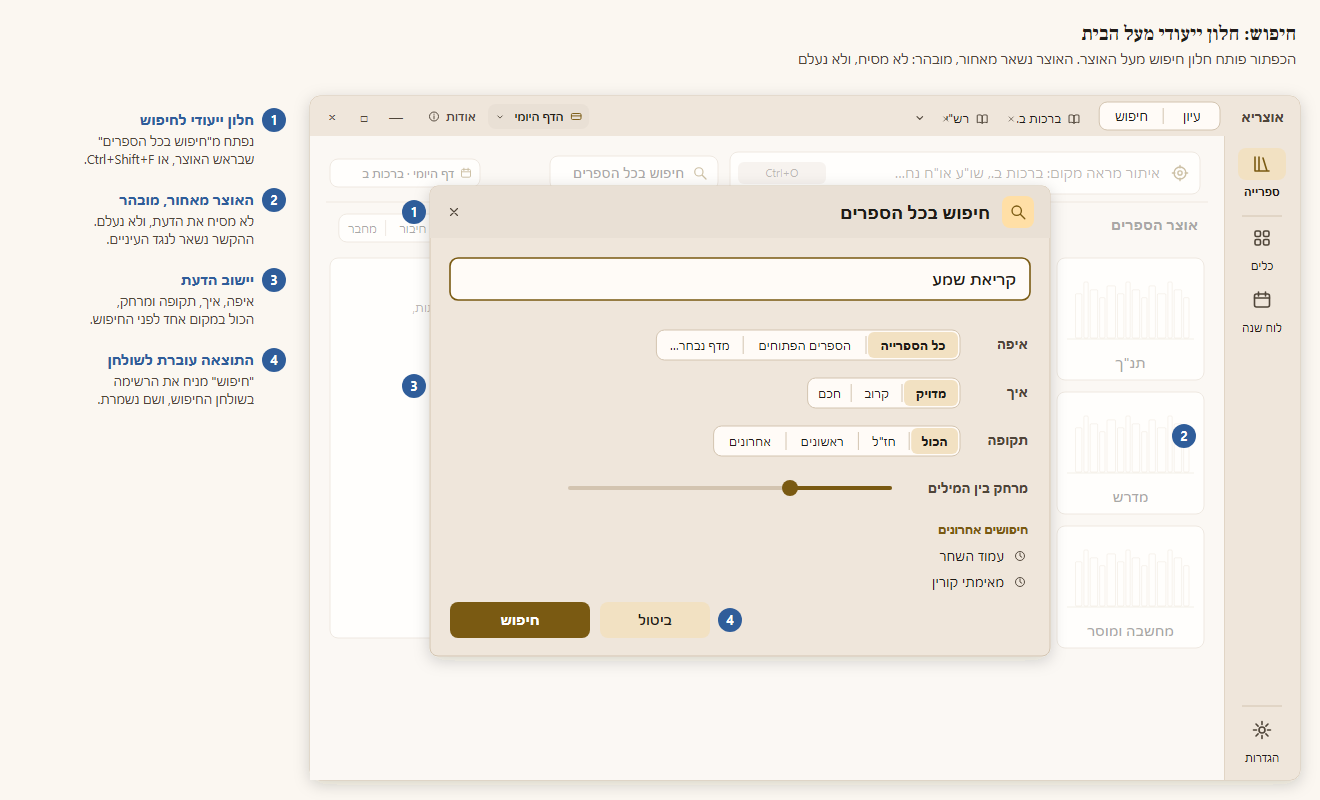 חיפוש: חלון ייעודי מעל הבית
הכפתור פותח חלון חיפוש מעל האוצר. האוצר נשאר מאחור, מובהר: לא מסיח, ולא נעלם
אוצריא
עיון
חיפוש
ברכות ב. ×
רש"י ×
הדף היומי
אודות
ספרייה
כלים
לוח שנה
הגדרות
איתור מראה מקום: ברכות ב., שו"ע או"ח נח...
Ctrl+O
חיפוש בכל הספרים
דף היומי · ברכות ב
אוצר הספרים
חיבור
מחבר
תנ"ך
מדרש
2
מחשבה ומוסר
חיפוש בכל הספרים
×
1
קריאת שמע
איפה
כל הספרייה
הספרים הפתוחים
מדף נבחר...
3
איך
מדויק
קרוב
חכם
תקופה
הכול
חז"ל
ראשונים
אחרונים
מרחק בין המילים
חיפושים אחרונים
עמוד השחר
מאימתי קורין
4
ביטול
חיפוש
1 חלון ייעודי לחיפוש
נפתח מ"חיפוש בכל הספרים"
שבראש האוצר, או Ctrl+Shift+F.
2 האוצר מאחור, מובהר
לא מסיח את הדעת, ולא נעלם.
ההקשר נשאר לנגד העיניים.
3 יישוב הדעת
איפה, איך, תקופה ומרחק,
הכול במקום אחד לפני החיפוש.
4 התוצאה עוברת לשולחן
"חיפוש" מניח את הרשימה
בשולחן החיפוש, ושם נשמרת.